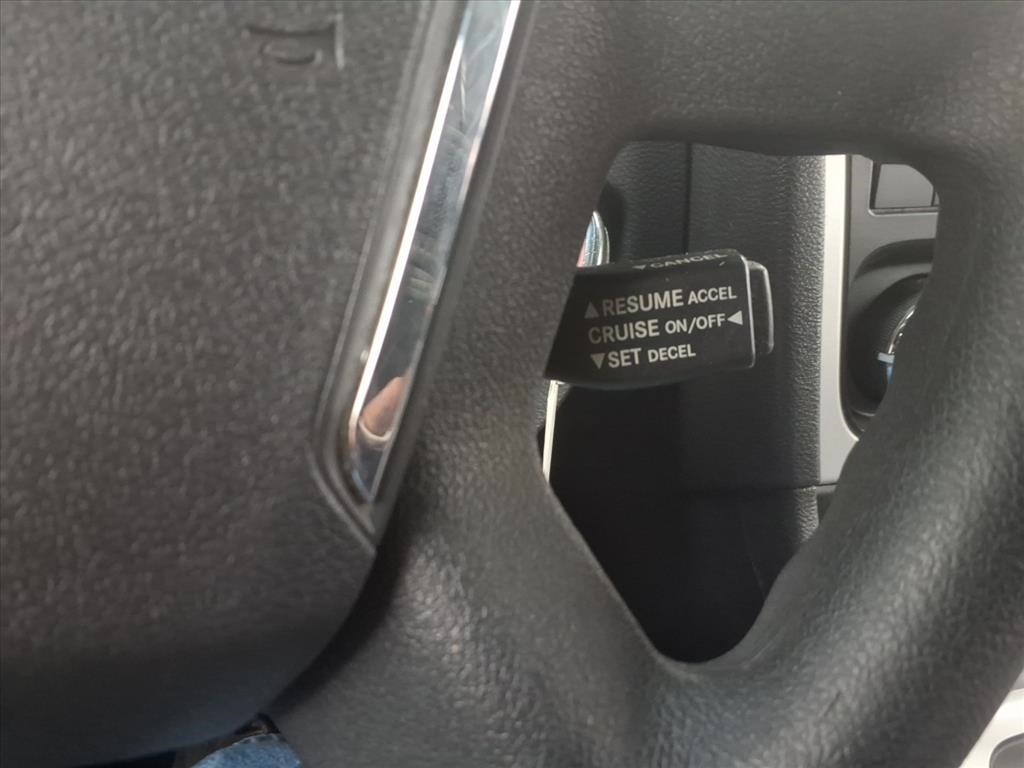 ▼CANCEL
▲RESUME ACCEL
CRUISE ON/OFF◀
▼SET DECEL